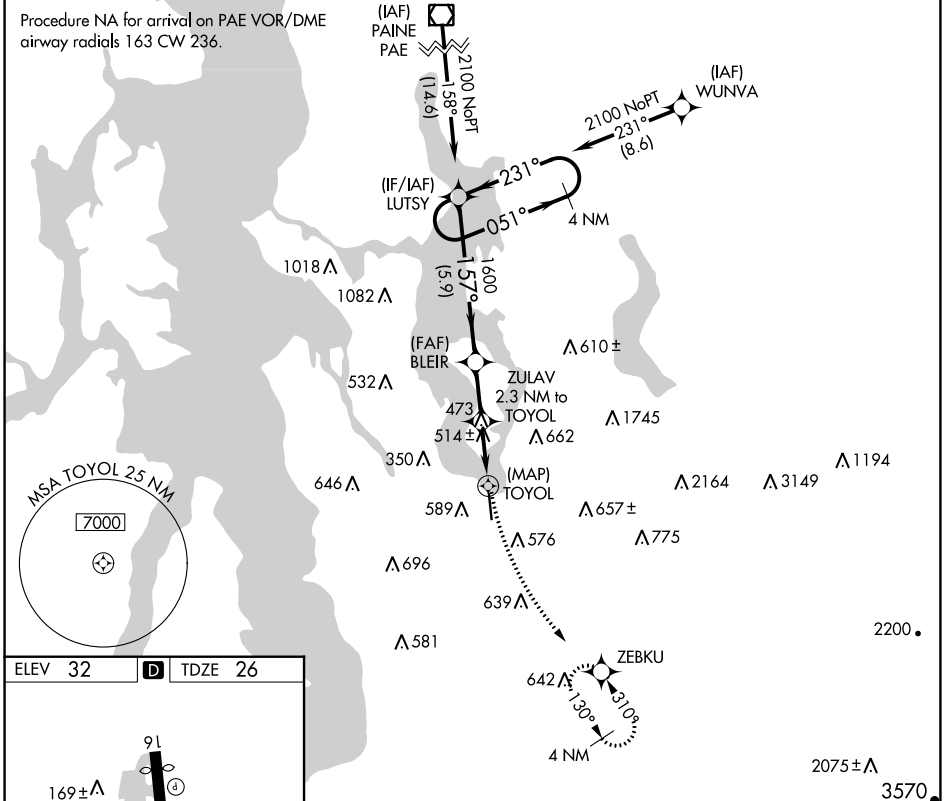 Procedure NA for arrival on PAE VOR/DME
airway radials 163 CW 236.
(IAF)
PAINE
PAE
2100 NoPT
158°
(14.6)
(IAF)
WUNVA
2100 NoPT
231°
(8.6)
(IF/IAF)
LUTSY
231°
051°
4 NM
1600
157°
(5.9)
1018
1082
(FAF)
BLEIR
610±
532
ZULAV
2.3 NM to
TOYOL
473
514±
662
1745
350
646
(MAP)
TOYOL
1194
2164
3149
589
657±
576
775
MSA TOYOL 25 NM
7000
696
639
581
2200
ZEBKU
642
130°
310°
4 NM
ELEV 32 D TDZE 26
16
P
169±
2075±
3570